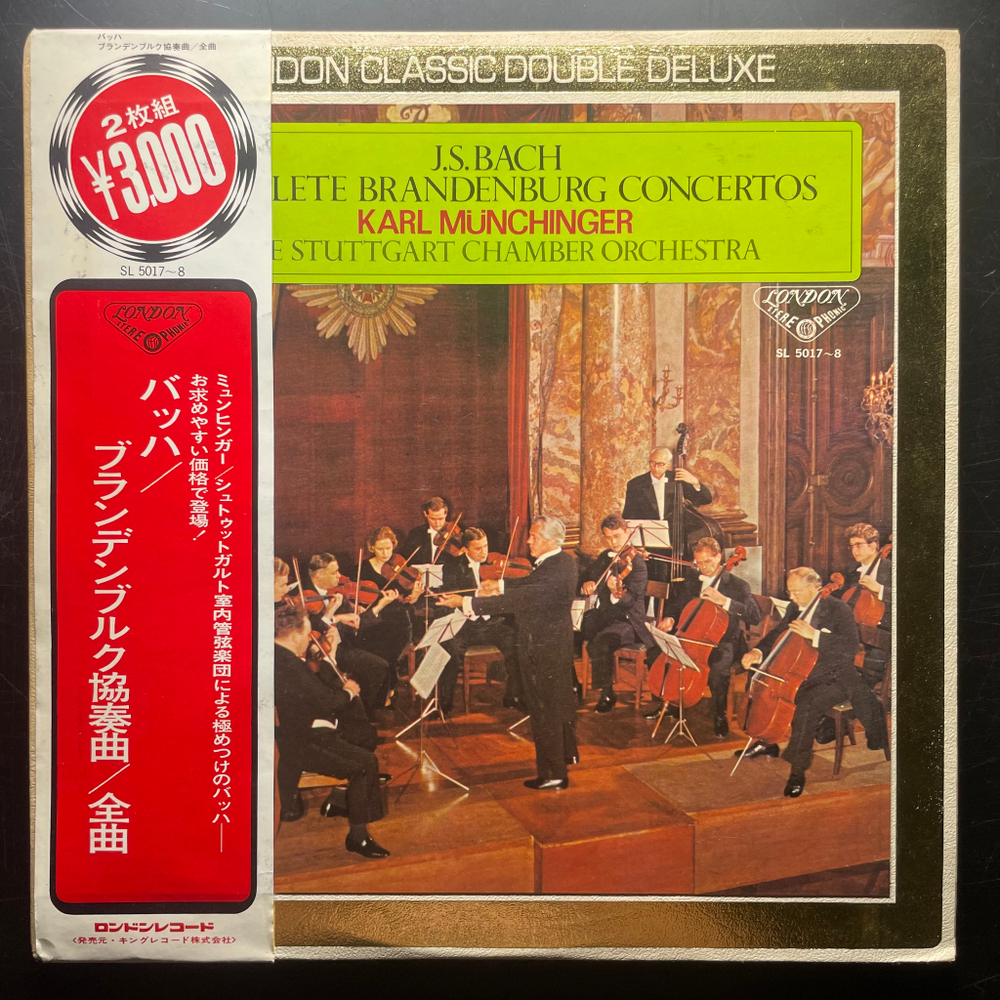 バッハ
ブランデンブルク協奏曲/全曲
2枚組
¥3,000
SL 5017~8
LONDON
STEREOPHONIC
ミュンヒンガー/シュトゥットガルト室内管弦楽団による極めつけのバッハ——
お求めやすい価格で登場!
バッハ/
ブランデンブルク協奏曲/全曲
ロンドンレコード
〈発売元・キングレコード株式会社〉
DON CLASSIC DOUBLE DELUXE
J.S.BACH
LETE BRANDENBURG CONCERTOS
KARL MÜNCHINGER
E STUTTGART CHAMBER ORCHESTRA
LONDON
STEREOPHONIC
SL 5017~8